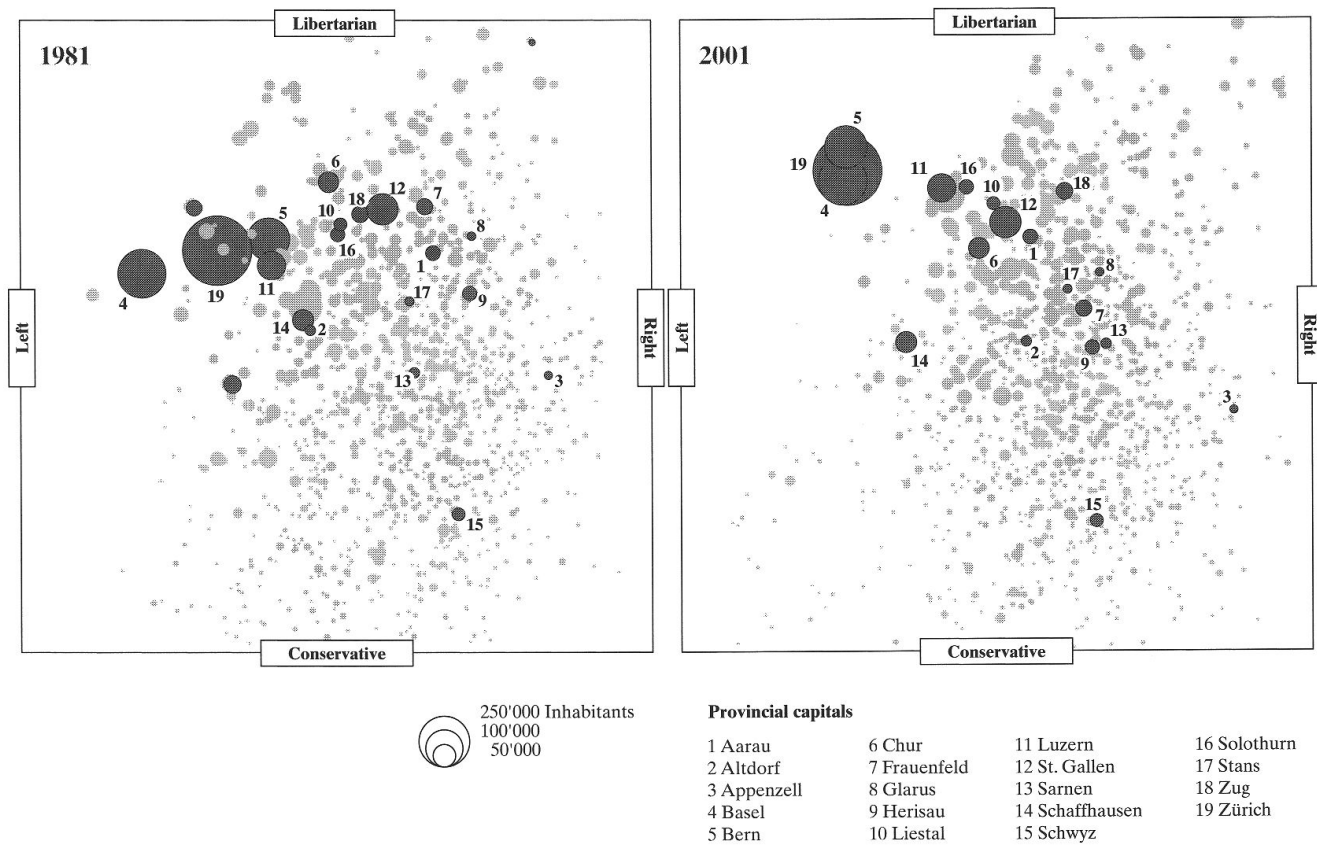 Libertarian
1981
6
12
7
10
18
5
8
16
1
4
19
11
17
9
14
2
13
3
15
Left
Right
Conservative
Libertarian
2001
5
19
11
16
10
18
12
4
6
1
8
17
7
13
2
9
14
3
15
Left
Right
Conservative
250'000 Inhabitants
100'000
50'000
Provincial capitals
1 Aarau
2 Altdorf
3 Appenzell
4 Basel
5 Bern
6 Chur
7 Frauenfeld
8 Glarus
9 Herisau
10 Liestal
11 Luzern
12 St. Gallen
13 Sarnen
14 Schaffhausen
15 Schwyz
16 Solothurn
17 Stans
18 Zug
19 Zürich